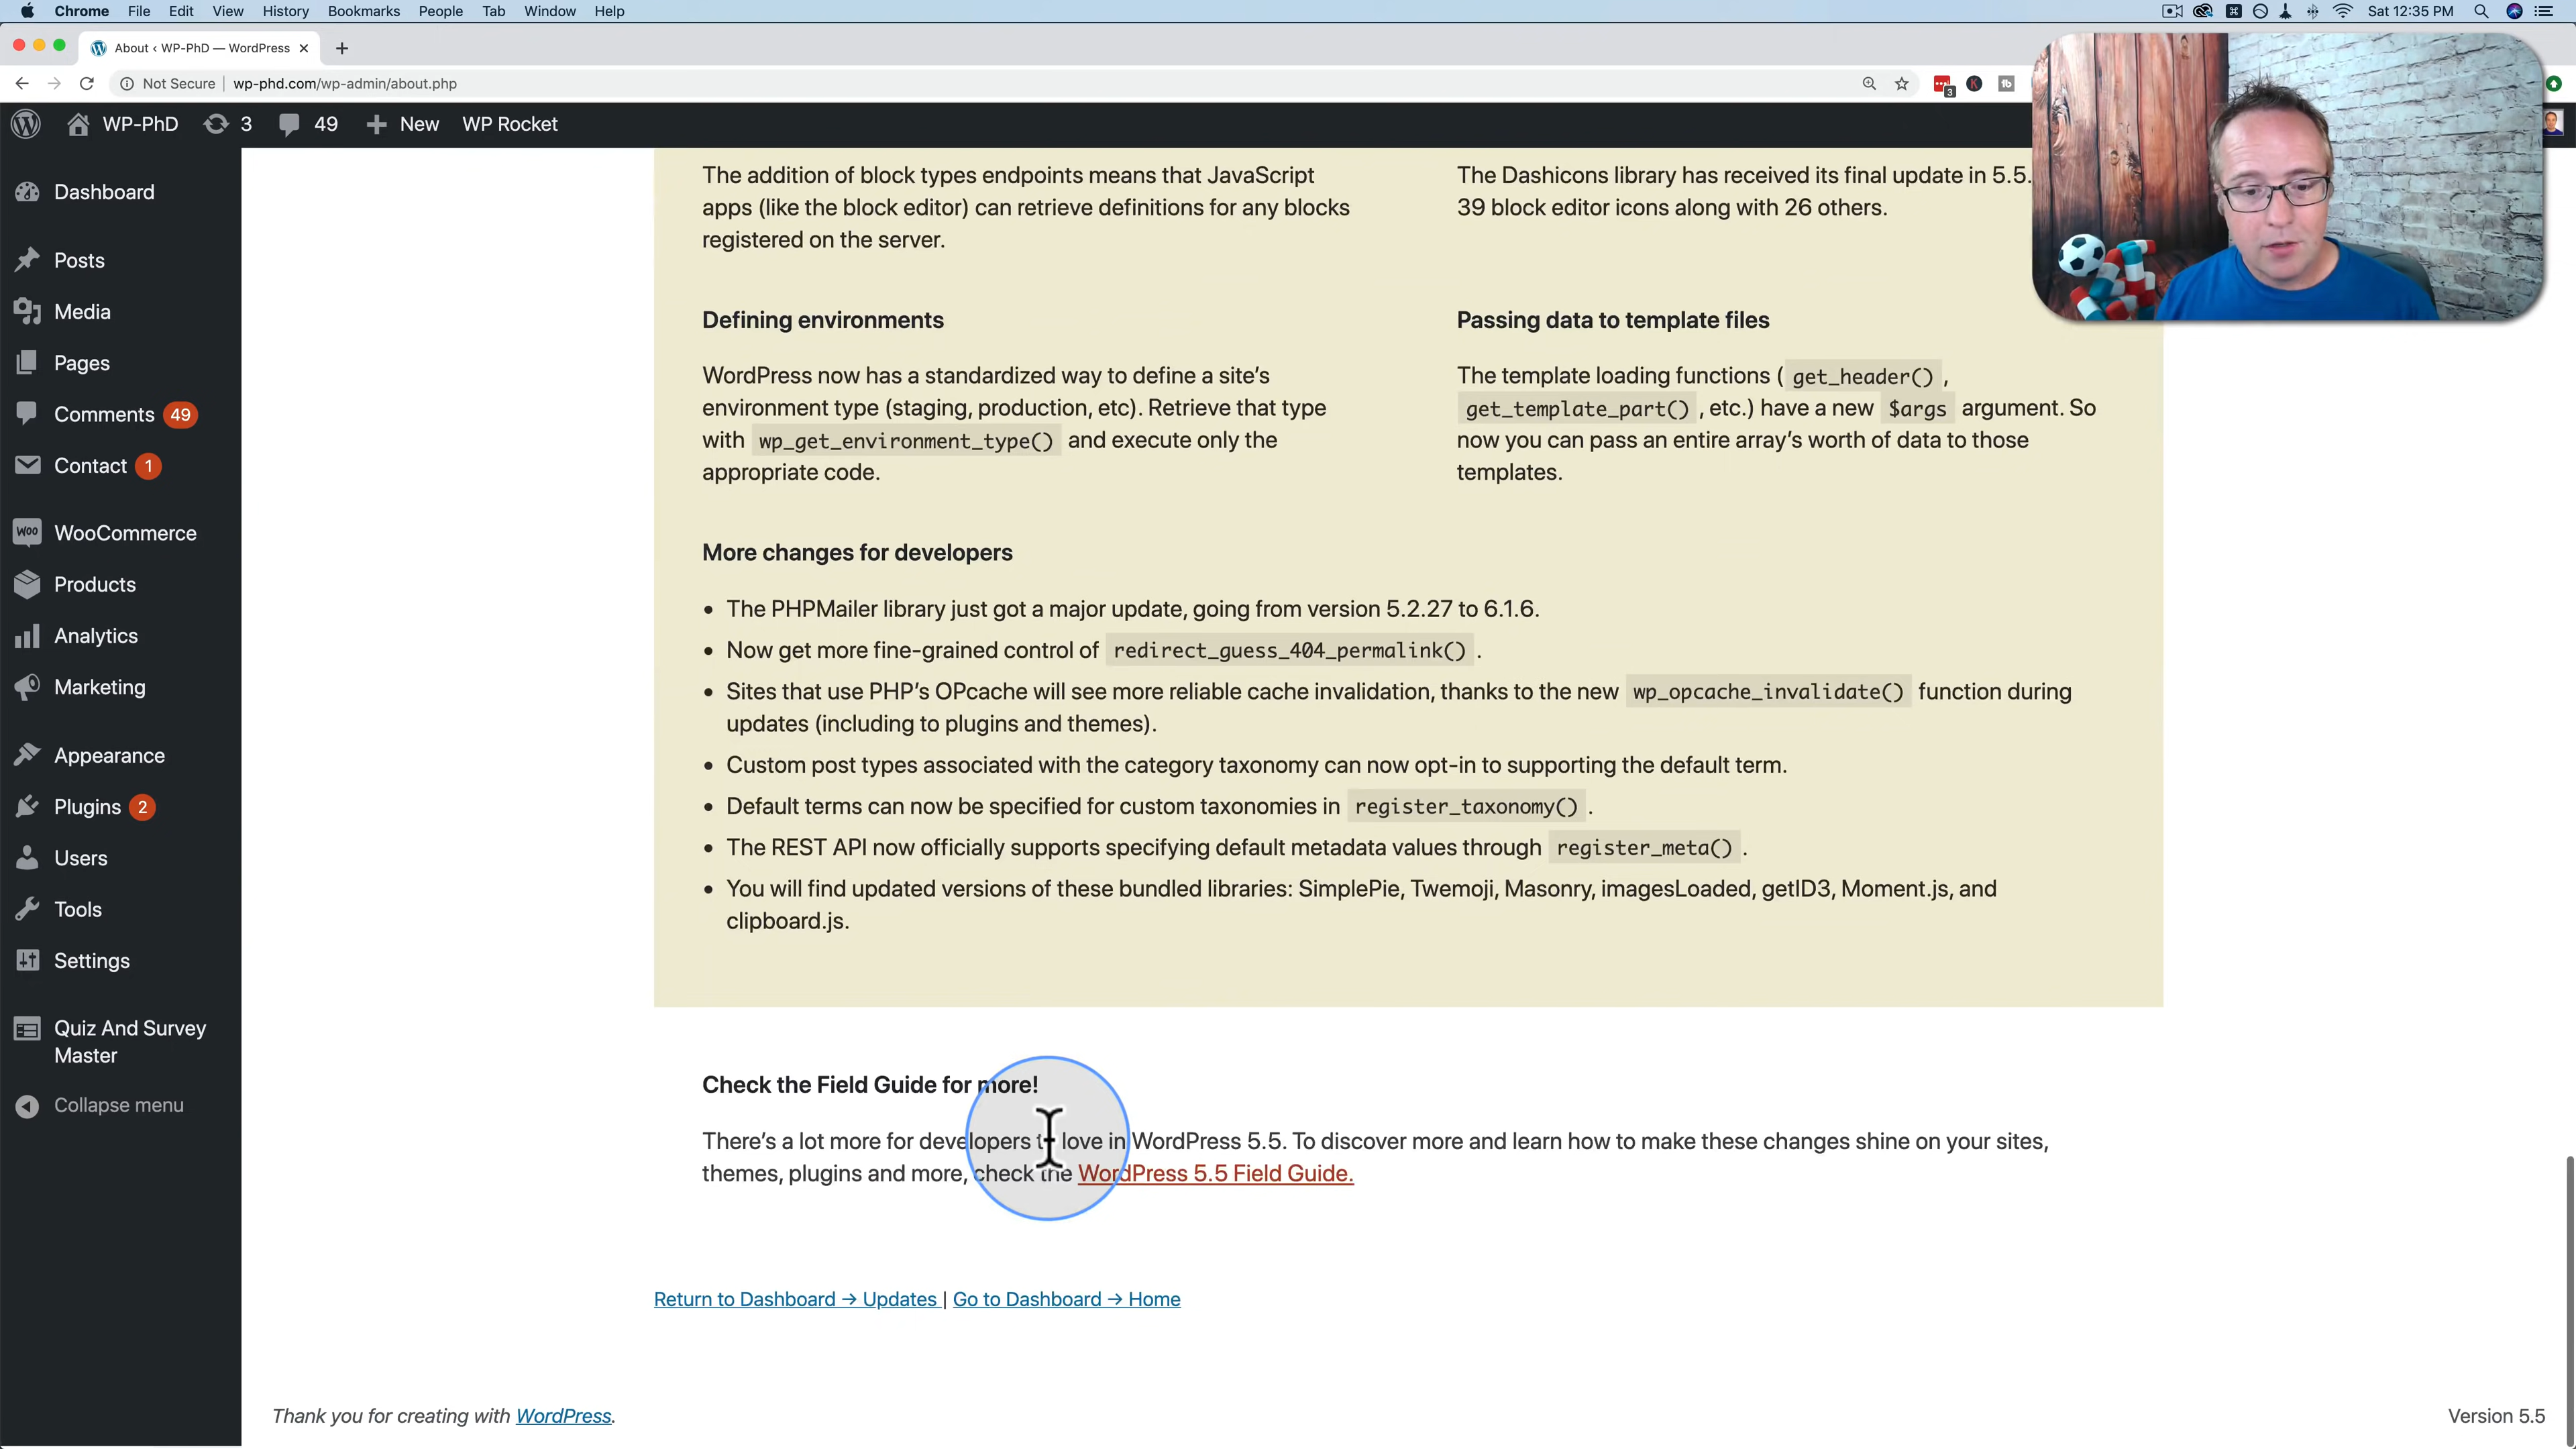 Chrome File Edit View History Bookmarks People Tab Window Help Sat 12:35 PM
About ‹ WP-PhD — WordPress
Not Secure wp-phd.com/wp-admin/about.php
3
WP-PhD 3 49 New WP Rocket
Dashboard
Posts
Media
Pages
Comments 49
Contact 1
WooCommerce
Products
Analytics
Marketing
Appearance
Plugins 2
Users
Tools
Settings
Quiz And Survey
Master
Collapse menu
The addition of block types endpoints means that JavaScript
apps (like the block editor) can retrieve definitions for any blocks
registered on the server.
The Dashicons library has received its final update in 5.5.
39 block editor icons along with 26 others.
Defining environments
WordPress now has a standardized way to define a site's
environment type (staging, production, etc). Retrieve that type
with wp_get_environment_type() and execute only the
appropriate code.
Passing data to template files
The template loading functions ( get_header() ,
get_template_part() , etc.) have a new $args argument. So
now you can pass an entire array's worth of data to those
templates.
More changes for developers
• The PHPMailer library just got a major update, going from version 5.2.27 to 6.1.6.
• Now get more fine-grained control of redirect_guess_404_permalink() .
• Sites that use PHP's OPcache will see more reliable cache invalidation, thanks to the new wp_opcache_invalidate() function during
updates (including to plugins and themes).
• Custom post types associated with the category taxonomy can now opt-in to supporting the default term.
• Default terms can now be specified for custom taxonomies in register_taxonomy() .
• The REST API now officially supports specifying default metadata values through register_meta() .
• You will find updated versions of these bundled libraries: SimplePie, Twemoji, Masonry, imagesLoaded, getID3, Moment.js, and
clipboard.js.
Check the Field Guide for more!
There's a lot more for developers to love in WordPress 5.5. To discover more and learn how to make these changes shine on your sites,
themes, plugins and more, check the WordPress 5.5 Field Guide.
Return to Dashboard → Updates | Go to Dashboard → Home
Thank you for creating with WordPress.
Version 5.5